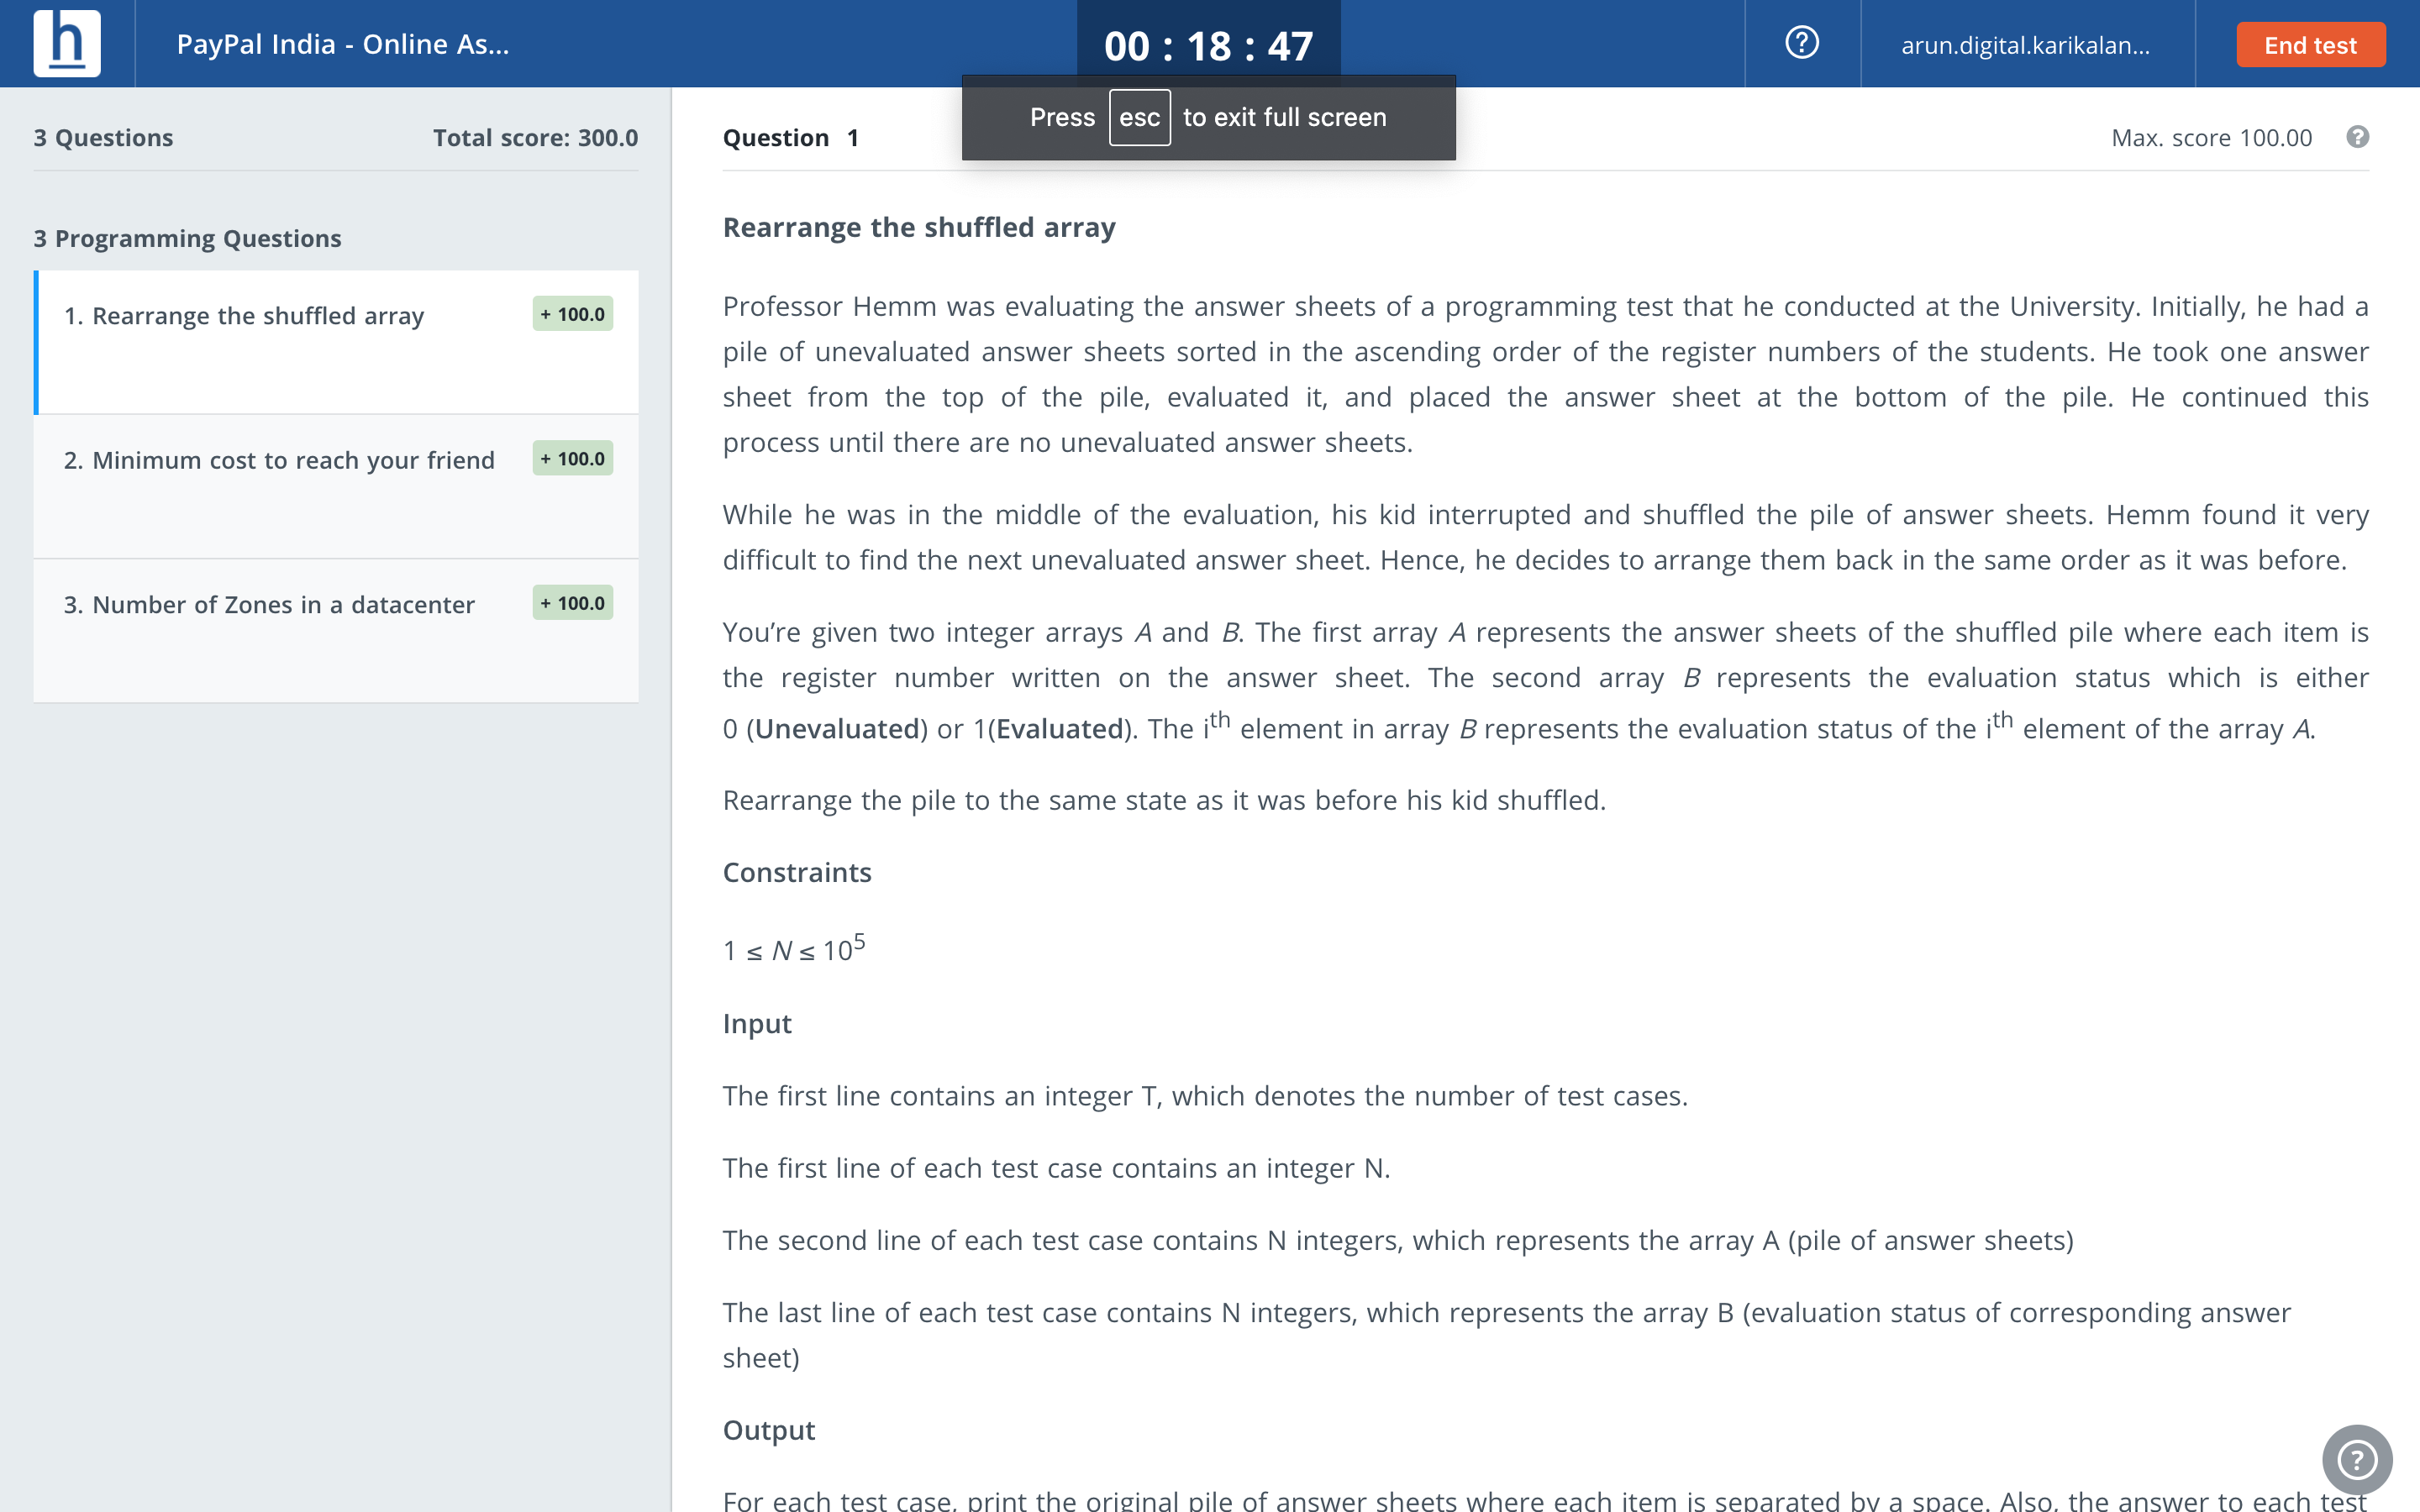 h PayPal India - Online As... 00 : 18 : 47 ? arun.digital.karikalan... End test
Press esc to exit full screen
3 Questions Total score: 300.0
3 Programming Questions
1. Rearrange the shuffled array + 100.0
2. Minimum cost to reach your friend + 100.0
3. Number of Zones in a datacenter + 100.0
Question 1 Max. score 100.00 ?
Rearrange the shuffled array
Professor Hemm was evaluating the answer sheets of a programming test that he conducted at the University. Initially, he had a
pile of unevaluated answer sheets sorted in the ascending order of the register numbers of the students. He took one answer
sheet from the top of the pile, evaluated it, and placed the answer sheet at the bottom of the pile. He continued this
process until there are no unevaluated answer sheets.
While he was in the middle of the evaluation, his kid interrupted and shuffled the pile of answer sheets. Hemm found it very
difficult to find the next unevaluated answer sheet. Hence, he decides to arrange them back in the same order as it was before.
You're given two integer arrays A and B. The first array A represents the answer sheets of the shuffled pile where each item is
the register number written on the answer sheet. The second array B represents the evaluation status which is either
0 (Unevaluated) or 1(Evaluated). The iᵗʰ element in array B represents the evaluation status of the iᵗʰ element of the array A.
Rearrange the pile to the same state as it was before his kid shuffled.
Constraints
1 ≤ N ≤ 10⁵
Input
The first line contains an integer T, which denotes the number of test cases.
The first line of each test case contains an integer N.
The second line of each test case contains N integers, which represents the array A (pile of answer sheets)
The last line of each test case contains N integers, which represents the array B (evaluation status of corresponding answer
sheet)
Output
For each test case, print the original pile of answer sheets where each item is separated by a space. Also, the answer to each test
?